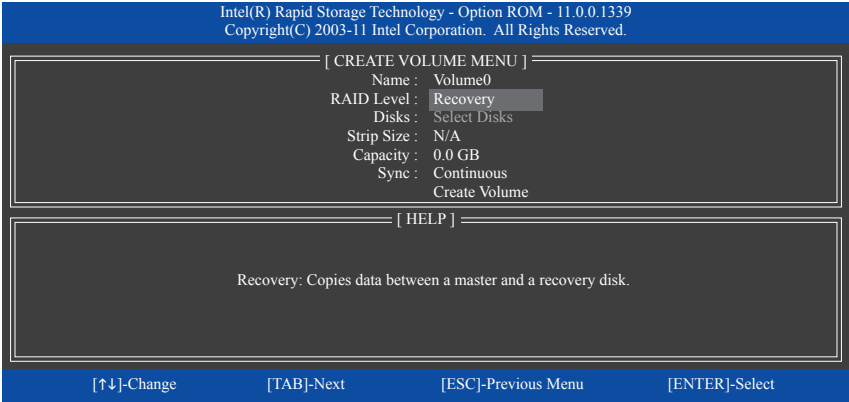 Intel(R) Rapid Storage Technology - Option ROM - 11.0.0.1339
Copyright(C) 2003-11 Intel Corporation.  All Rights Reserved.
[ CREATE VOLUME MENU ]
Name :  Volume0
RAID Level :  Recovery
Disks :  Select Disks
Strip Size :  N/A
Capacity :  0.0 GB
Sync :  Continuous
Create Volume
[ HELP ]
Recovery: Copies data between a master and a recovery disk.
[↑↓]-Change  [TAB]-Next  [ESC]-Previous Menu  [ENTER]-Select